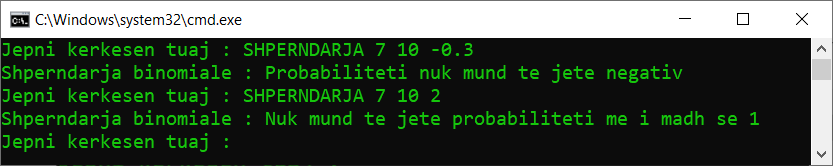 C:\Windows\system32\cmd.exe
Jepni kerkesen tuaj : SHPERNDARJA 7 10 -0.3
Shperndarja binomiale : Probabiliteti nuk mund te jete negativ
Jepni kerkesen tuaj : SHPERNDARJA 7 10 2
Shperndarja binomiale : Nuk mund te jete probabiliteti me i madh se 1
Jepni kerkesen tuaj :